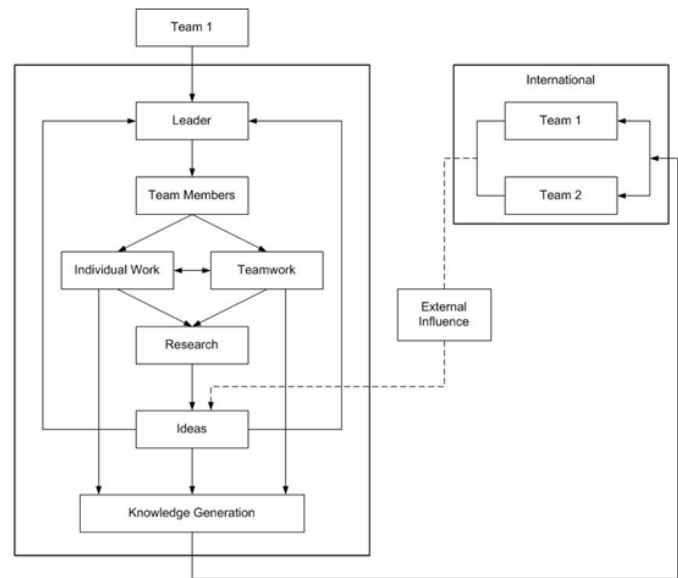 Team 1
Leader
Team Members
Individual Work
Teamwork
Research
Ideas
Knowledge Generation
International
Team 1
Team 2
External
Influence